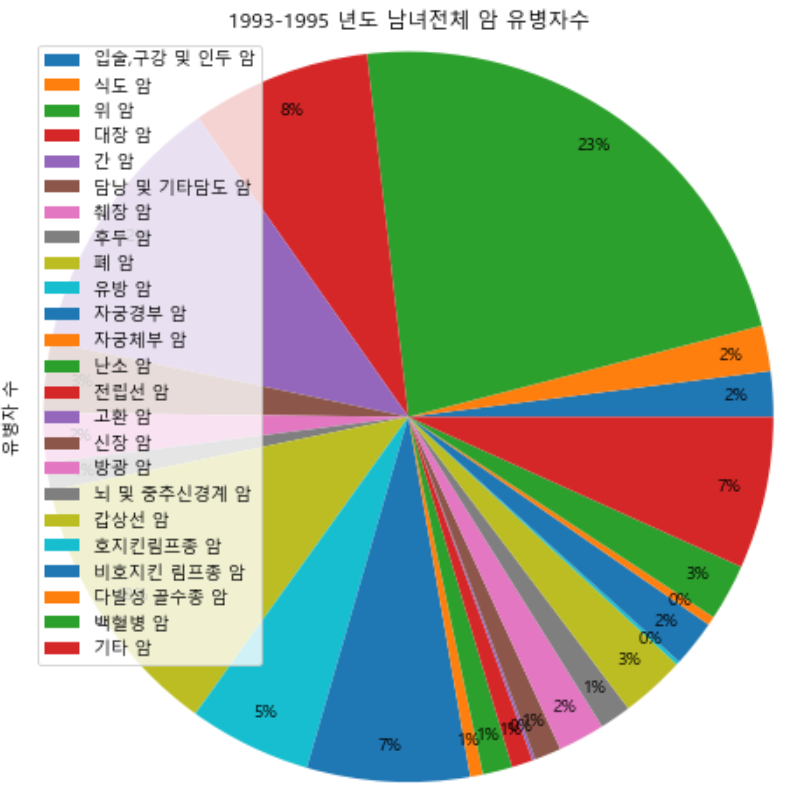 1993-1995 년도 남녀전체 암 유병자수
입술,구강 및 인두 암
식도 암
위 암
대장 암
간 암
담낭 및 기타담도 암
췌장 암
후두 암
폐 암
유방 암
자궁경부 암
자궁체부 암
난소 암
전립선 암
고환 암
신장 암
방광 암
뇌 및 중추신경계 암
갑상선 암
호지킨림프종 암
비호지킨 림프종 암
다발성 골수종 암
백혈병 암
기타 암
유병자 수
8%
23%
2%
2%
7%
3%
0%
2%
0%
3%
1%
2%
1%
0%
1%
1%
1%
7%
5%
2%